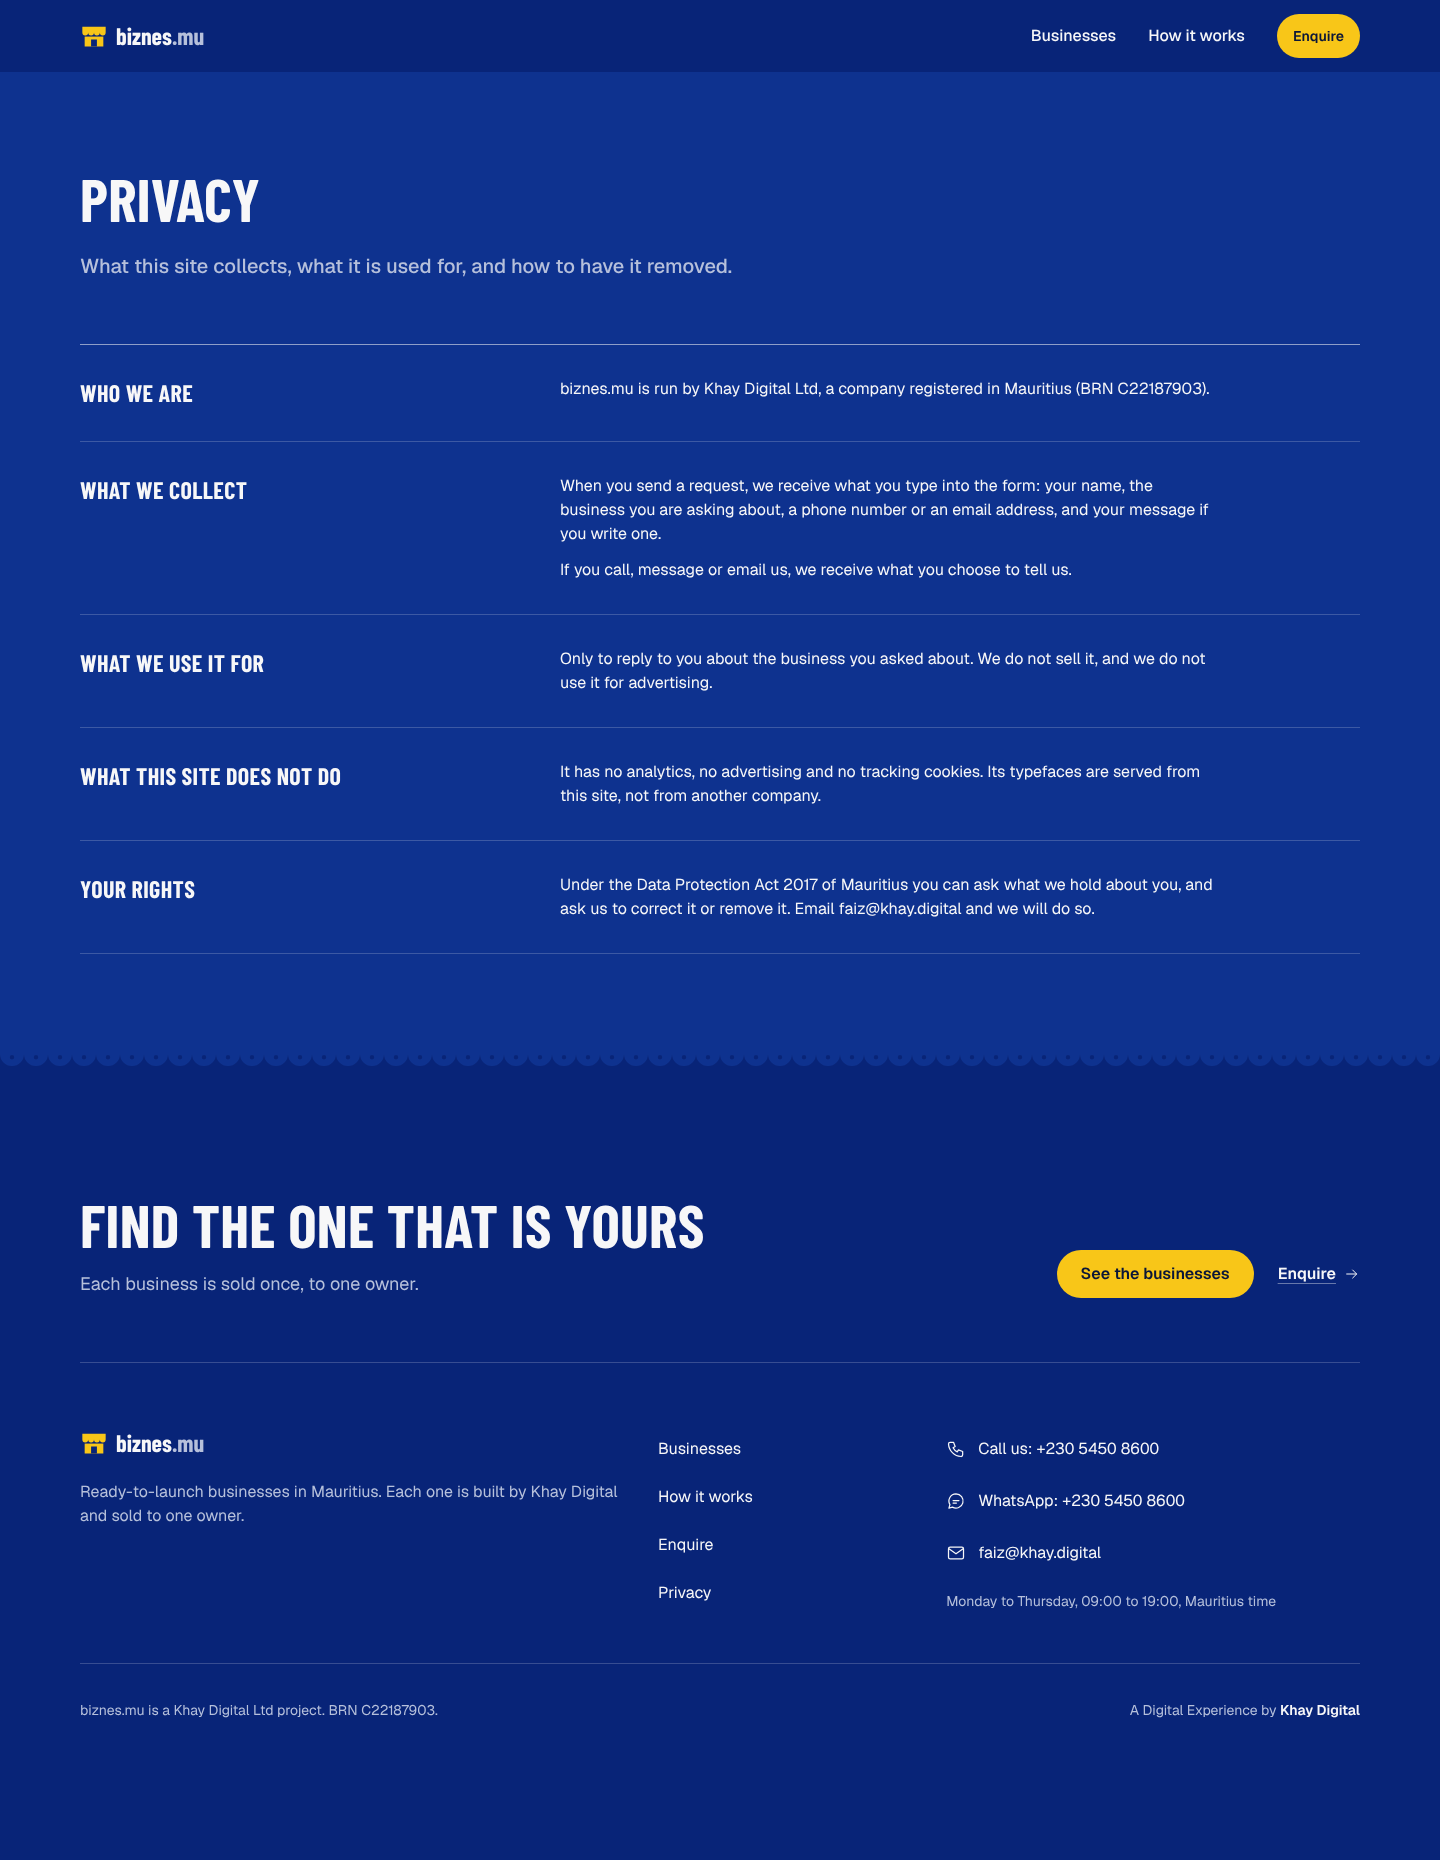 biznes.mu
Businesses
How it works
Enquire
PRIVACY
What this site collects, what it is used for, and how to have it removed.
WHO WE ARE
biznes.mu is run by Khay Digital Ltd, a company registered in Mauritius (BRN C22187903).
WHAT WE COLLECT
When you send a request, we receive what you type into the form: your name, the
business you are asking about, a phone number or an email address, and your message if
you write one.
If you call, message or email us, we receive what you choose to tell us.
WHAT WE USE IT FOR
Only to reply to you about the business you asked about. We do not sell it, and we do not
use it for advertising.
WHAT THIS SITE DOES NOT DO
It has no analytics, no advertising and no tracking cookies. Its typefaces are served from
this site, not from another company.
YOUR RIGHTS
Under the Data Protection Act 2017 of Mauritius you can ask what we hold about you, and
ask us to correct it or remove it. Email faiz@khay.digital and we will do so.
FIND THE ONE THAT IS YOURS
Each business is sold once, to one owner.
See the businesses
Enquire
biznes.mu
Ready-to-launch businesses in Mauritius. Each one is built by Khay Digital
and sold to one owner.
Businesses
How it works
Enquire
Privacy
Call us: +230 5450 8600
WhatsApp: +230 5450 8600
faiz@khay.digital
Monday to Thursday, 09:00 to 19:00, Mauritius time
biznes.mu is a Khay Digital Ltd project. BRN C22187903.
A Digital Experience by Khay Digital